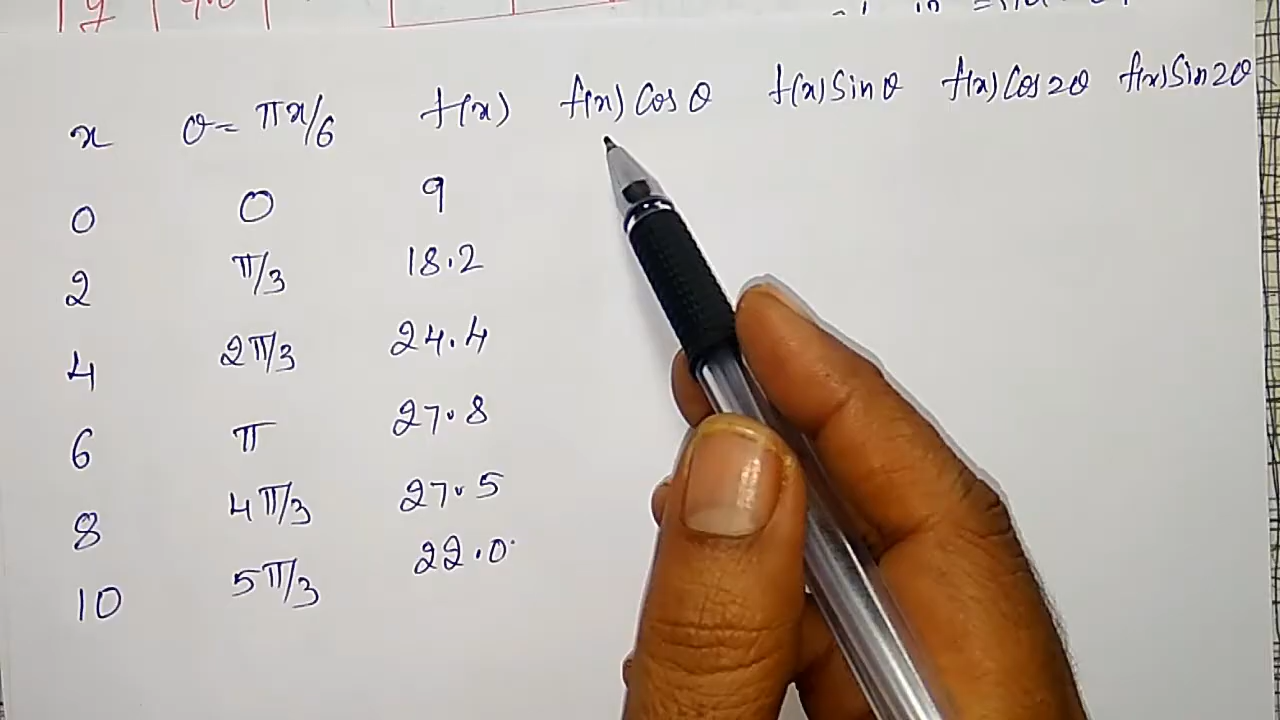 x θ= πx/6 f(x) f(x) Cos θ f(x) Sin θ f(x) Cos 2θ f(x) Sin 2θ
0 0 9
2 π/3 18.2
4 2π/3 24.4
6 π 27.8
8 4π/3 27.5
10 5π/3 22.0